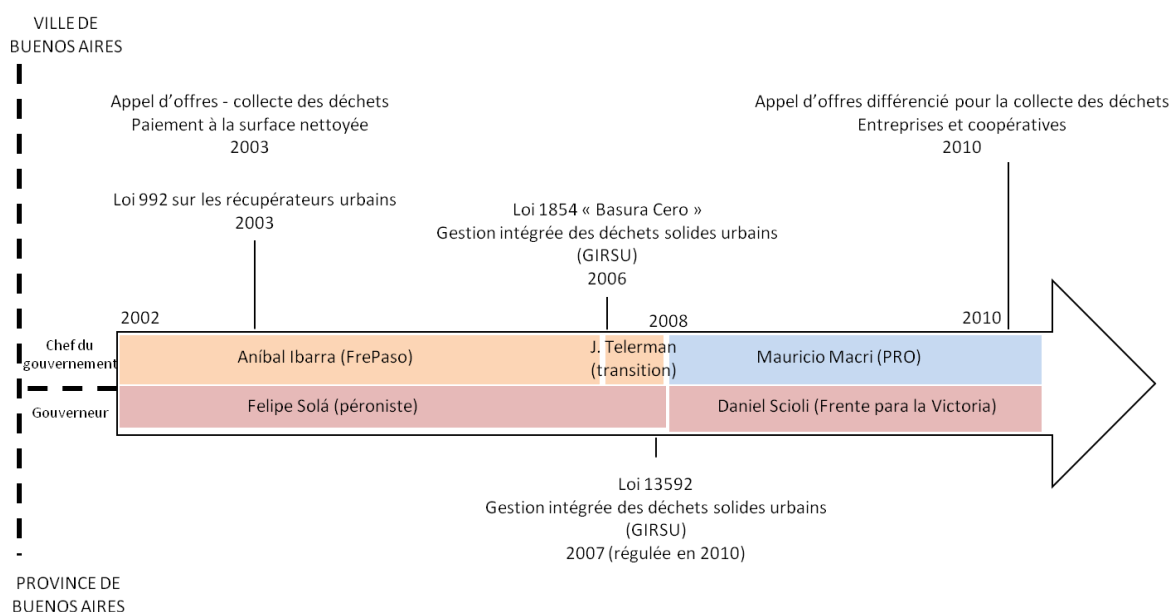 VILLE DE
BUENOS AIRES
Appel d'offres - collecte des déchets
Paiement à la surface nettoyée
2003
Appel d'offres différencié pour la collecte des déchets
Entreprises et coopératives
2010
Loi 992 sur les récupérateurs urbains
2003
Loi 1854 « Basura Cero »
Gestion intégrée des déchets solides urbains
(GIRSU)
2006
2002
2008
2010
Chef du
gouvernement
Aníbal Ibarra (FrePaso)
J. Telerman
(transition)
Mauricio Macri (PRO)
Gouverneur
Felipe Solá (péroniste)
Daniel Scioli (Frente para la Victoria)
Loi 13592
Gestion intégrée des déchets solides urbains
(GIRSU)
2007 (régulée en 2010)
PROVINCE DE
BUENOS AIRES